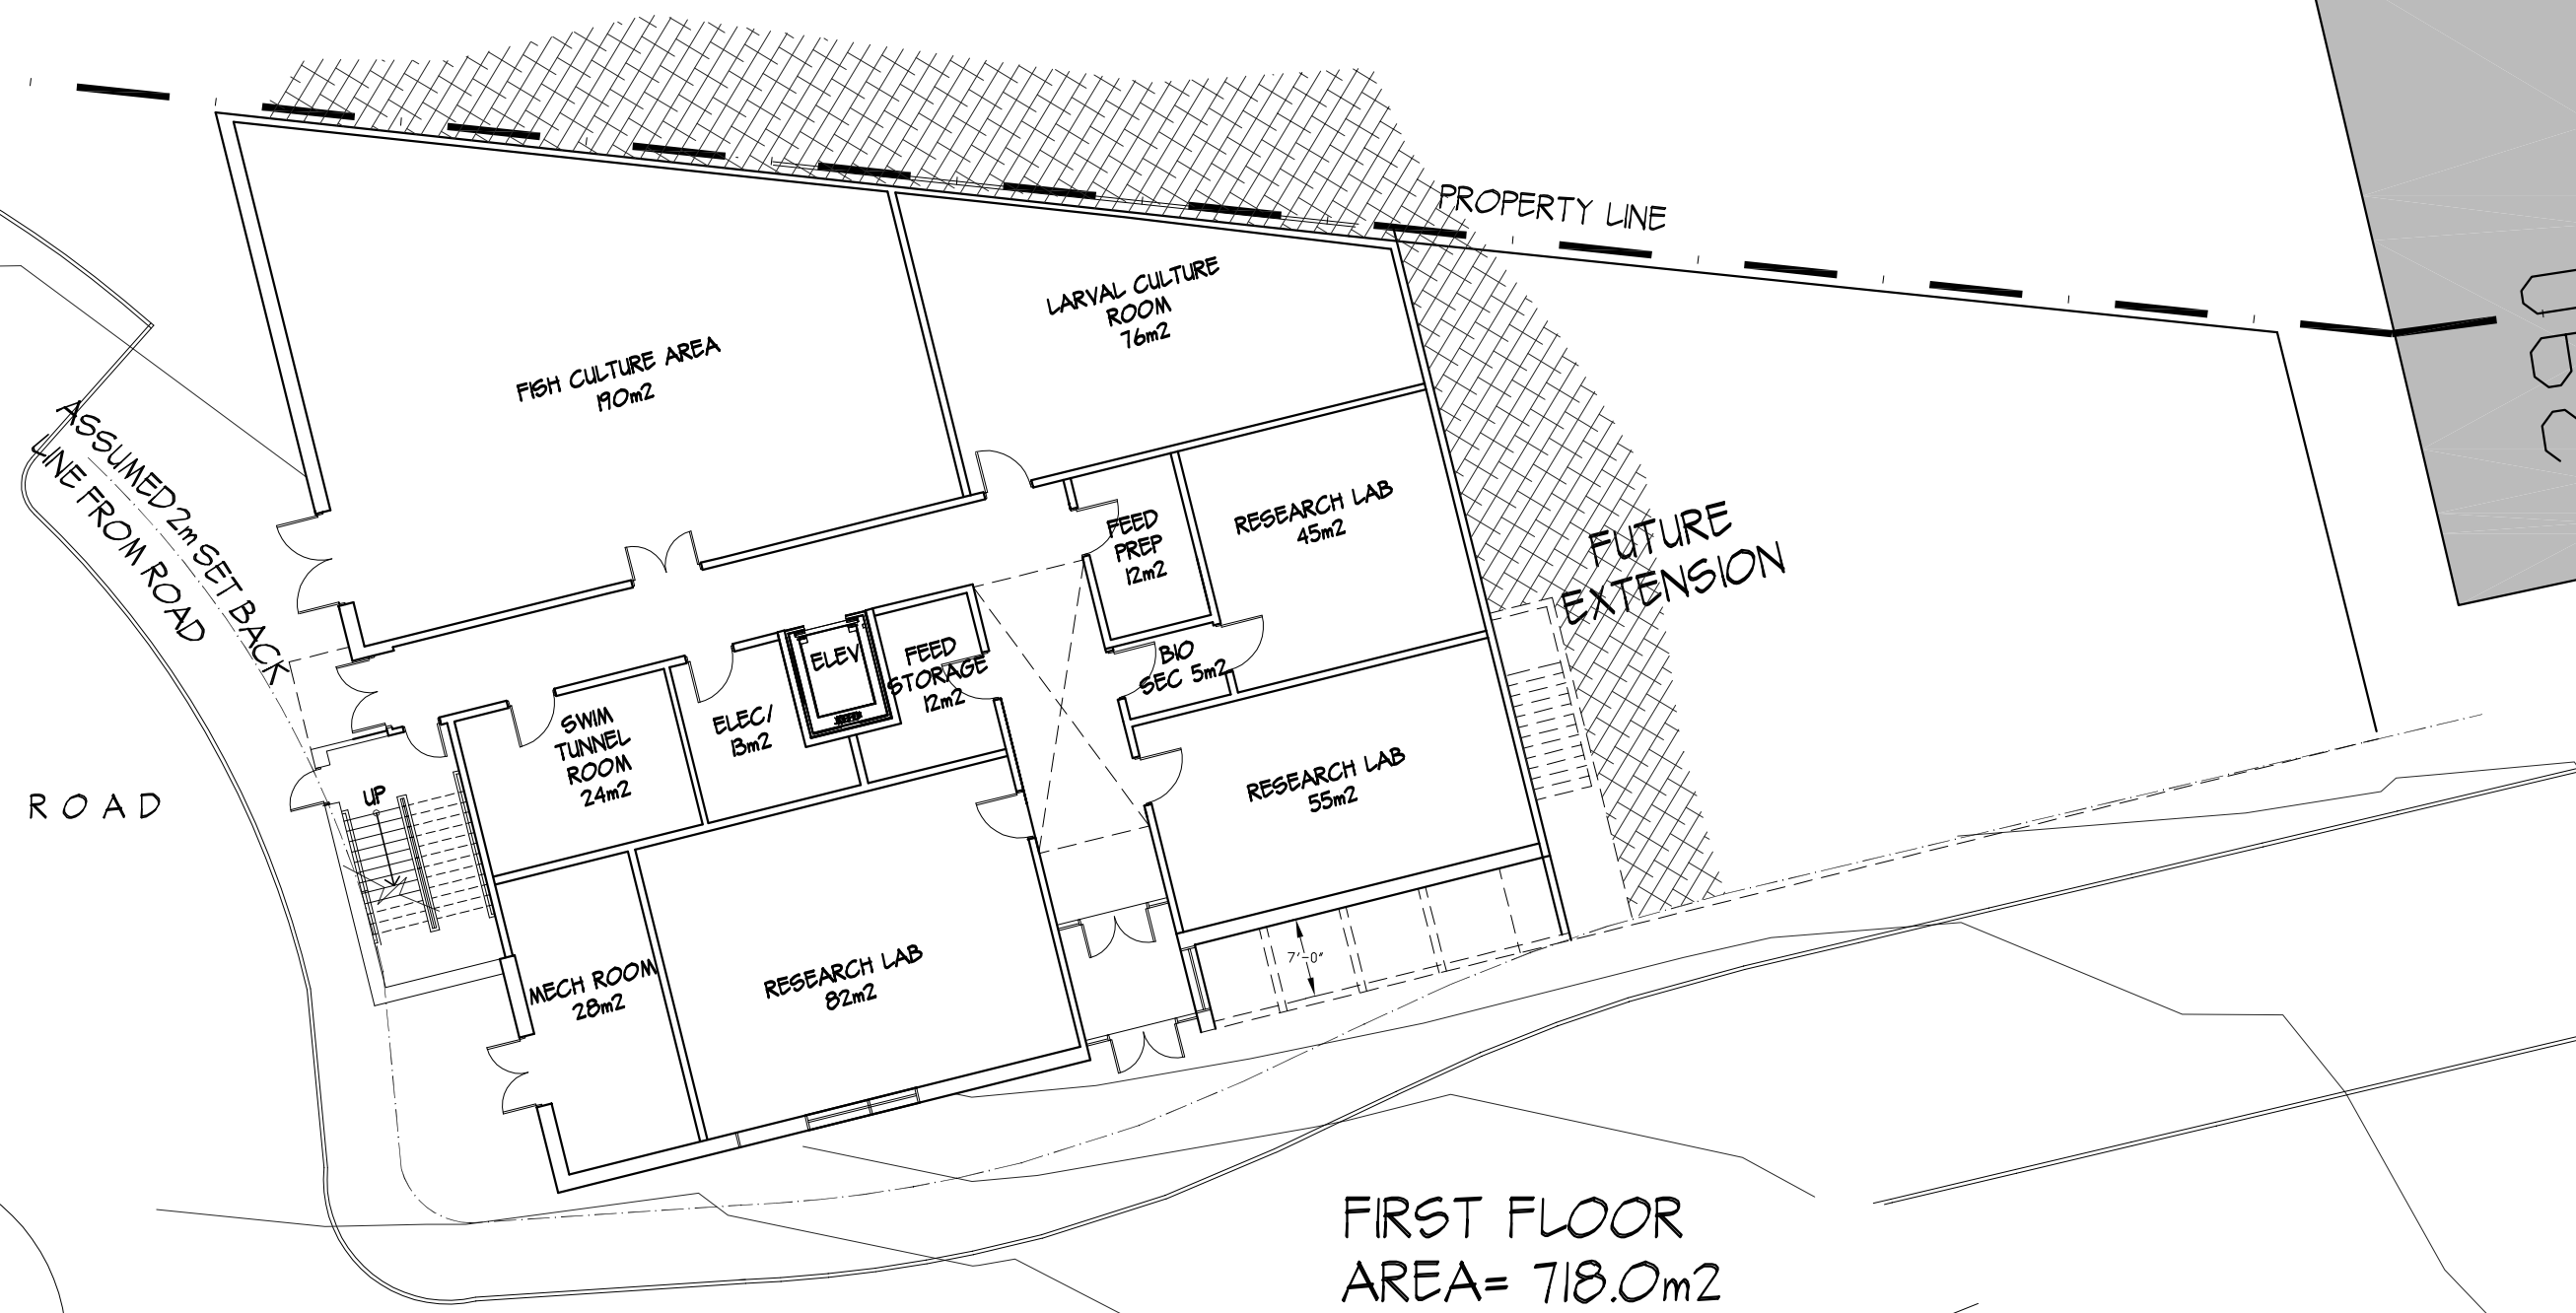 PROPERTY LINE
LARVAL CULTURE
ROOM
76m2
FISH CULTURE AREA
190m2
ASSUMED 2m SET BACK
LINE FROM ROAD
RESEARCH LAB
45m2
FEED
PREP
12m2
FUTURE
EXTENSION
ELEV
FEED
STORAGE
12m2
BIO
SEC 5m2
SWIM
TUNNEL
ROOM
24m2
ELEC/
13m2
UP
ROAD
RESEARCH LAB
55m2
MECH ROOM
28m2
RESEARCH LAB
82m2
7'-0"
FIRST FLOOR
AREA= 718.0m2